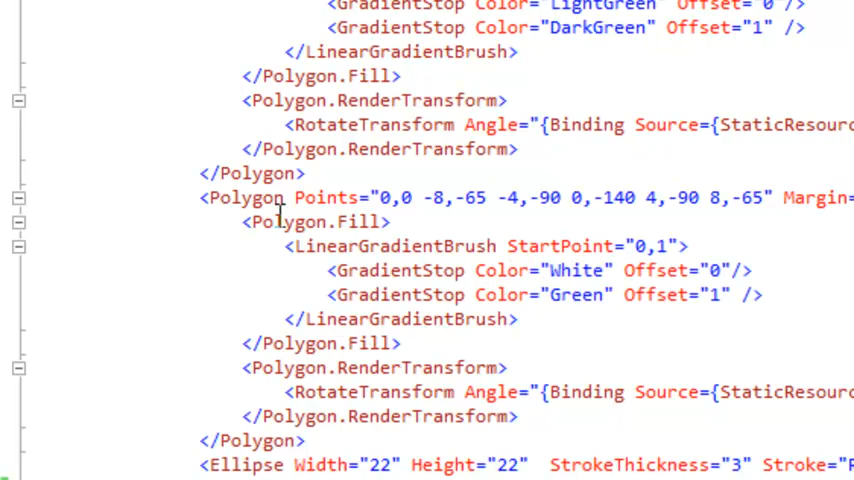 <GradientStop Color="LightGreen" Offset="0"/>
<GradientStop Color="DarkGreen" Offset="1" />
</LinearGradientBrush>
</Polygon.Fill>
<Polygon.RenderTransform>
<RotateTransform Angle="{Binding Source={StaticResourc
</Polygon.RenderTransform>
</Polygon>
<Polygon Points="0,0 -8,-65 -4,-90 0,-140 4,-90 8,-65" Margin=
<Polygon.Fill>
<LinearGradientBrush StartPoint="0,1">
<GradientStop Color="White" Offset="0"/>
<GradientStop Color="Green" Offset="1" />
</LinearGradientBrush>
</Polygon.Fill>
<Polygon.RenderTransform>
<RotateTransform Angle="{Binding Source={StaticResourc
</Polygon.RenderTransform>
</Polygon>
<Ellipse Width="22" Height="22" StrokeThickness="3" Stroke="R